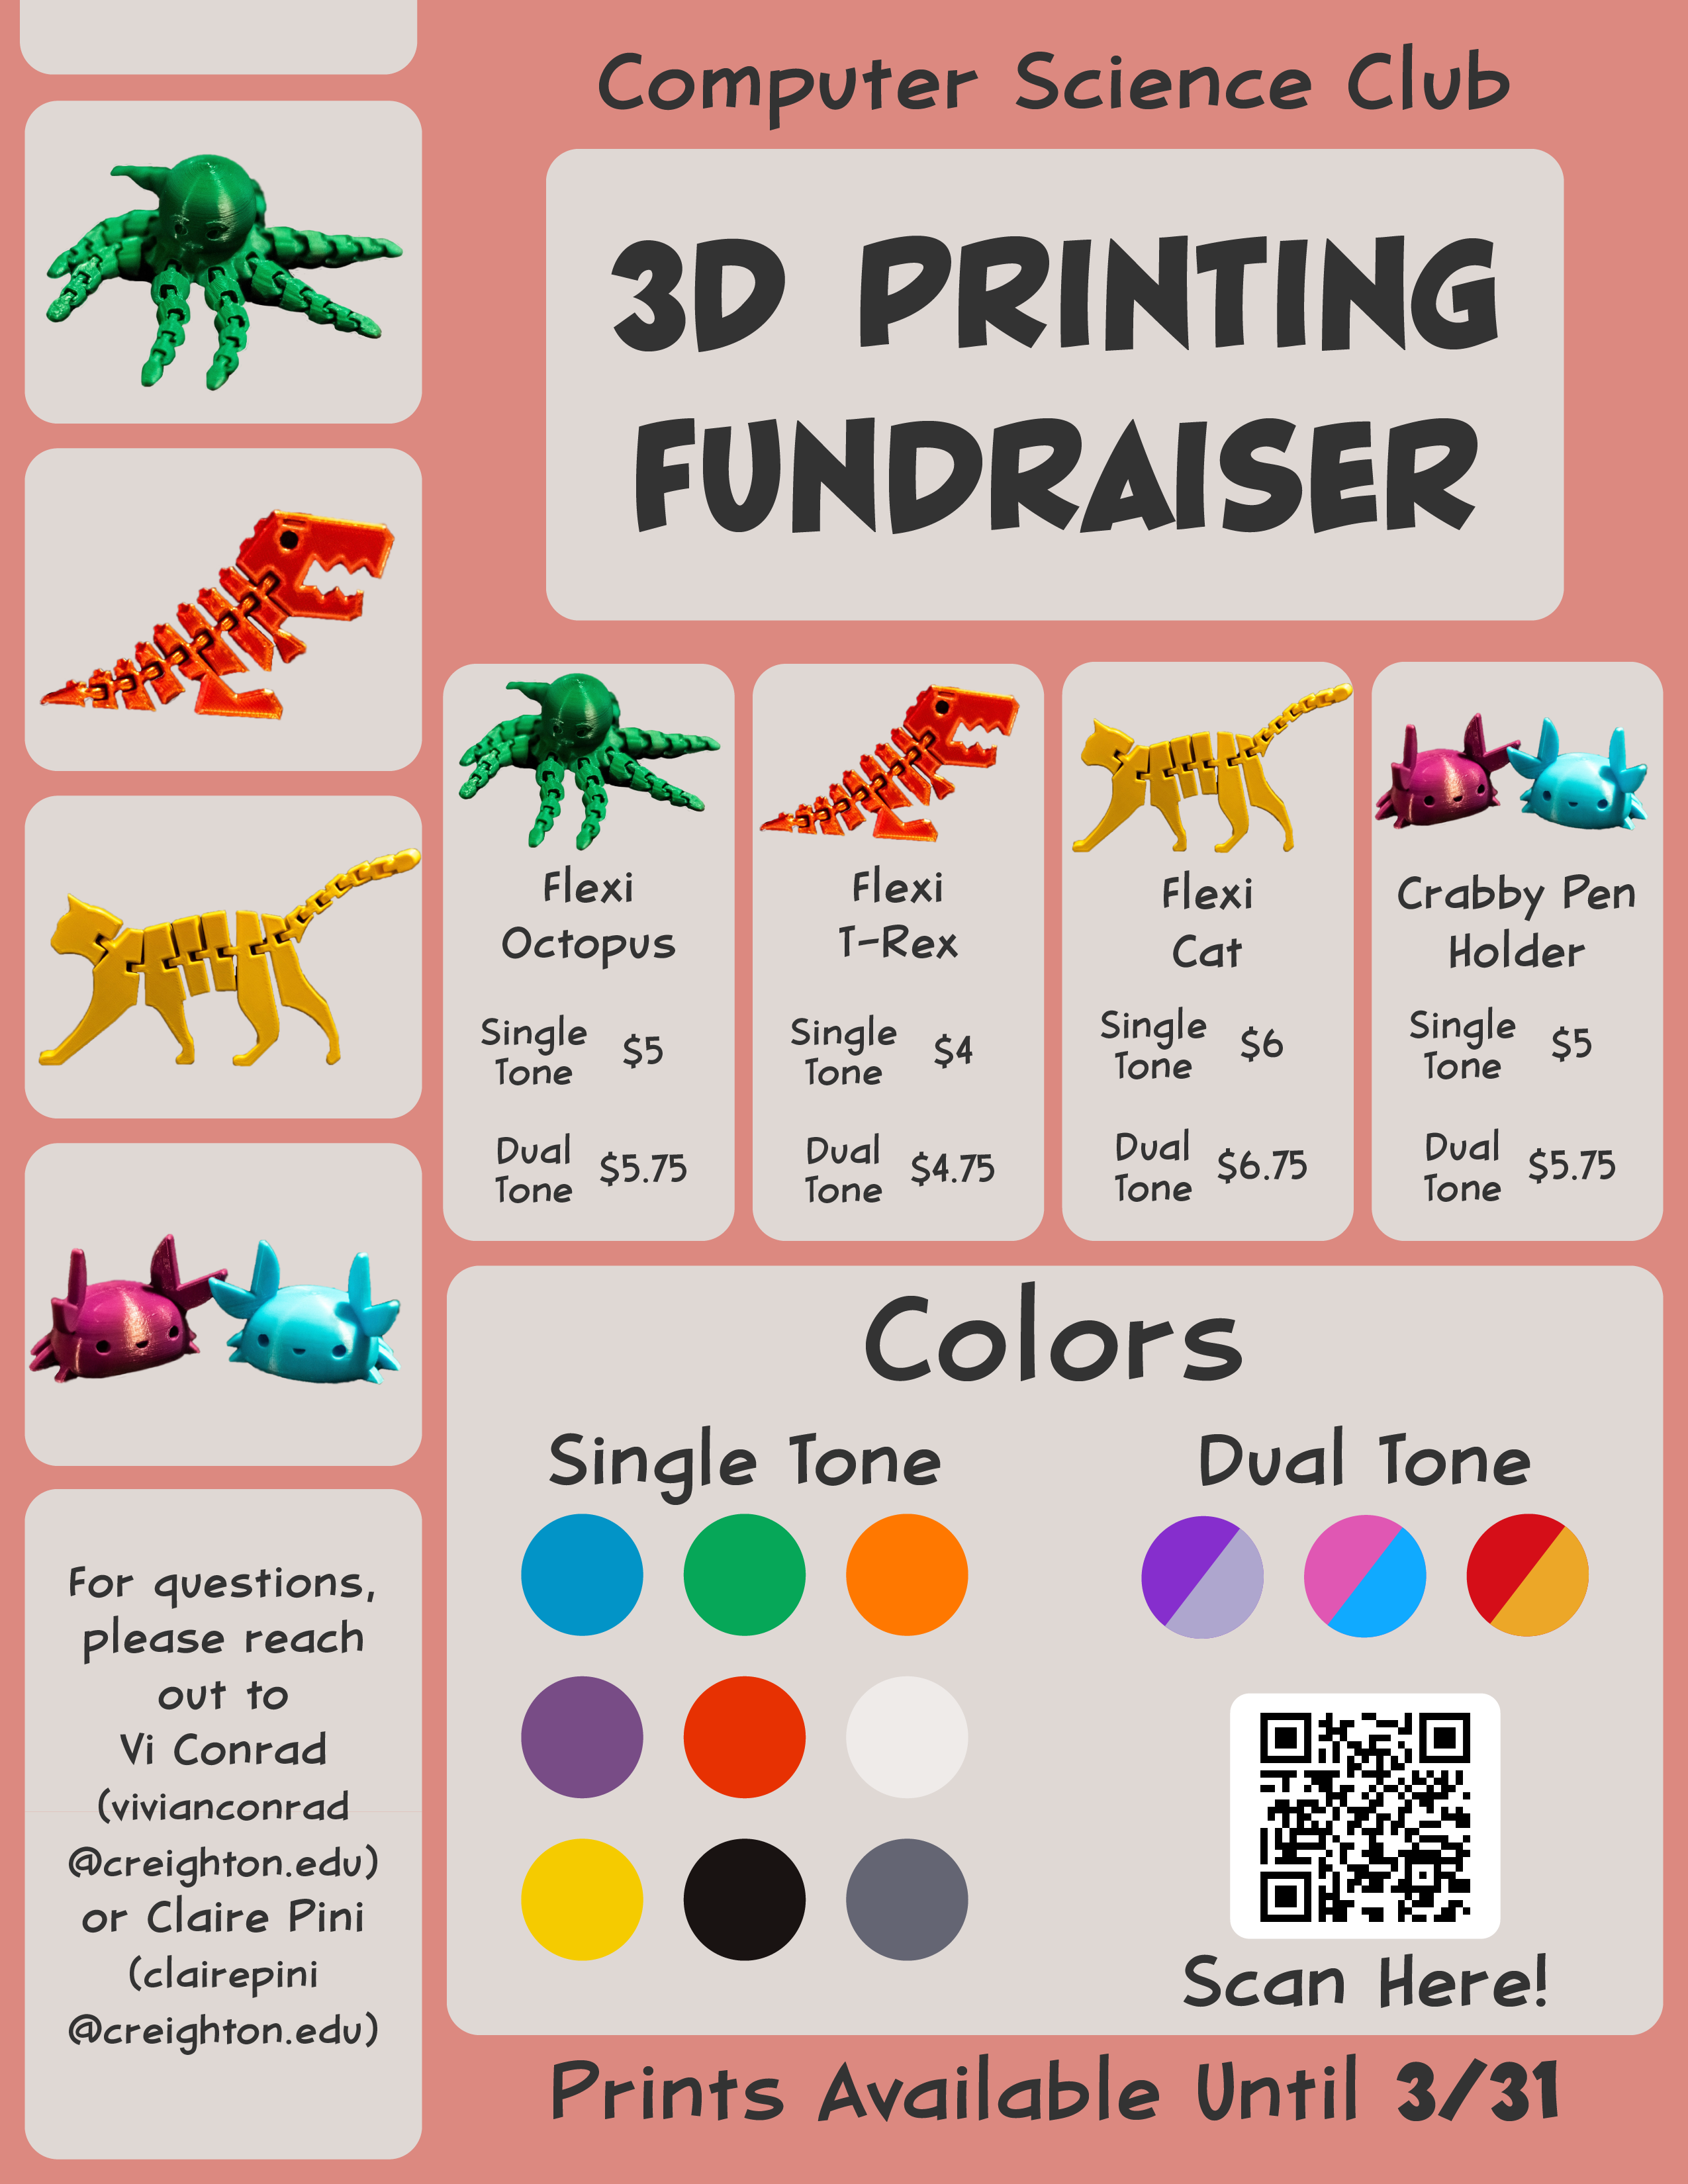 Computer Science Club
3D PRINTING
FUNDRAISER
Flexi
Octopus
Single
Tone
$5
Dual
Tone
$5.75
Flexi
T-Rex
Single
Tone
$4
Dual
Tone
$4.75
Flexi
Cat
Single
Tone
$6
Dual
Tone
$6.75
Crabby Pen
Holder
Single
Tone
$5
Dual
Tone
$5.75
Colors
Single Tone
Dual Tone
Scan Here!
For questions,
please reach
out to
Vi Conrad
(vivianconrad
@creighton.edu)
or Claire Pini
(clairepini
@creighton.edu)
Prints Available Until 3/31